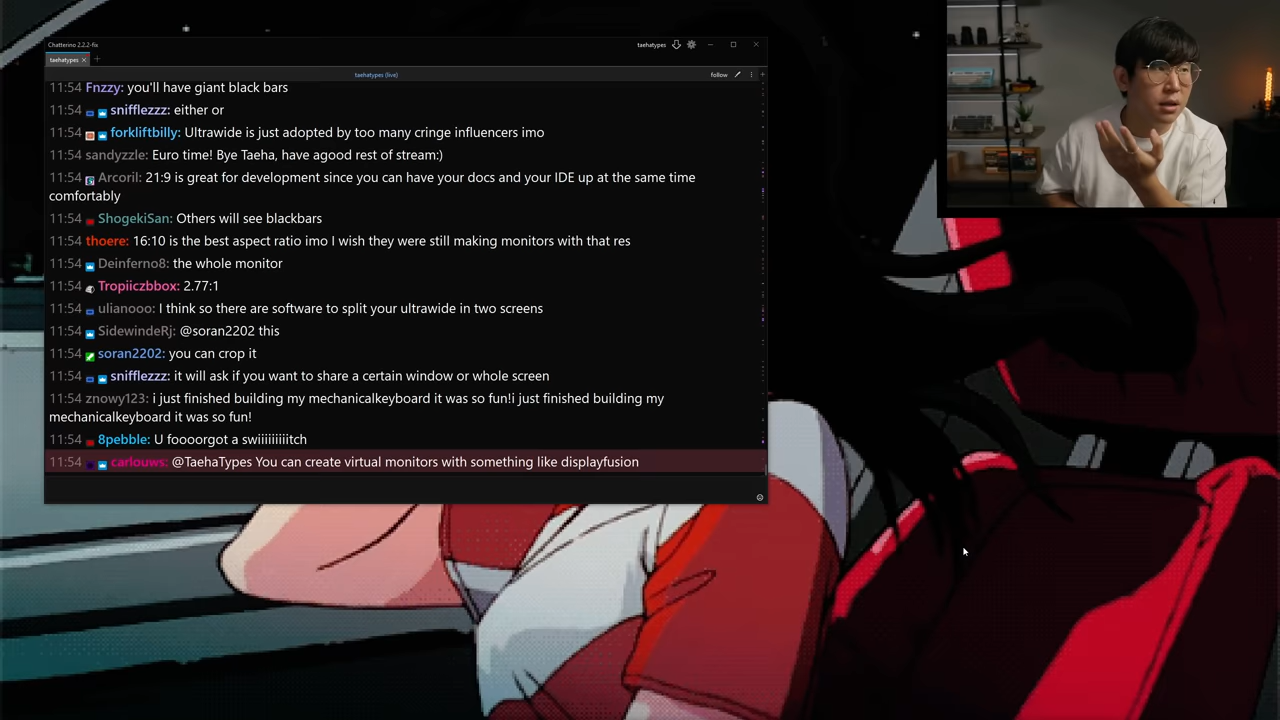 Chatterino 2.2.2-fix
taehatypes
taehatypes
taehatypes (live)
follow
11:54 Fnzzy: you'll have giant black bars
11:54 snifflezzz: either or
11:54 forkliftbilly: Ultrawide is just adopted by too many cringe influencers imo
11:54 sandyzzle: Euro time! Bye Taeha, have agood rest of stream:)
11:54 Arcoril: 21:9 is great for development since you can have your docs and your IDE up at the same time
comfortably
11:54 ShogekiSan: Others will see blackbars
11:54 thoere: 16:10 is the best aspect ratio imo I wish they were still making monitors with that res
11:54 Deinferno8: the whole monitor
11:54 Tropiiczbbox: 2.77:1
11:54 ulianooo: I think so there are software to split your ultrawide in two screens
11:54 SidewindeRj: @soran2202 this
11:54 soran2202: you can crop it
11:54 snifflezzz: it will ask if you want to share a certain window or whole screen
11:54 znowy123: i just finished building my mechanicalkeyboard it was so fun!i just finished building my
mechanicalkeyboard it was so fun!
11:54 8pebble: U foooorgot a swiiiiiiiiitch
11:54 carlouws: @TaehaTypes You can create virtual monitors with something like displayfusion